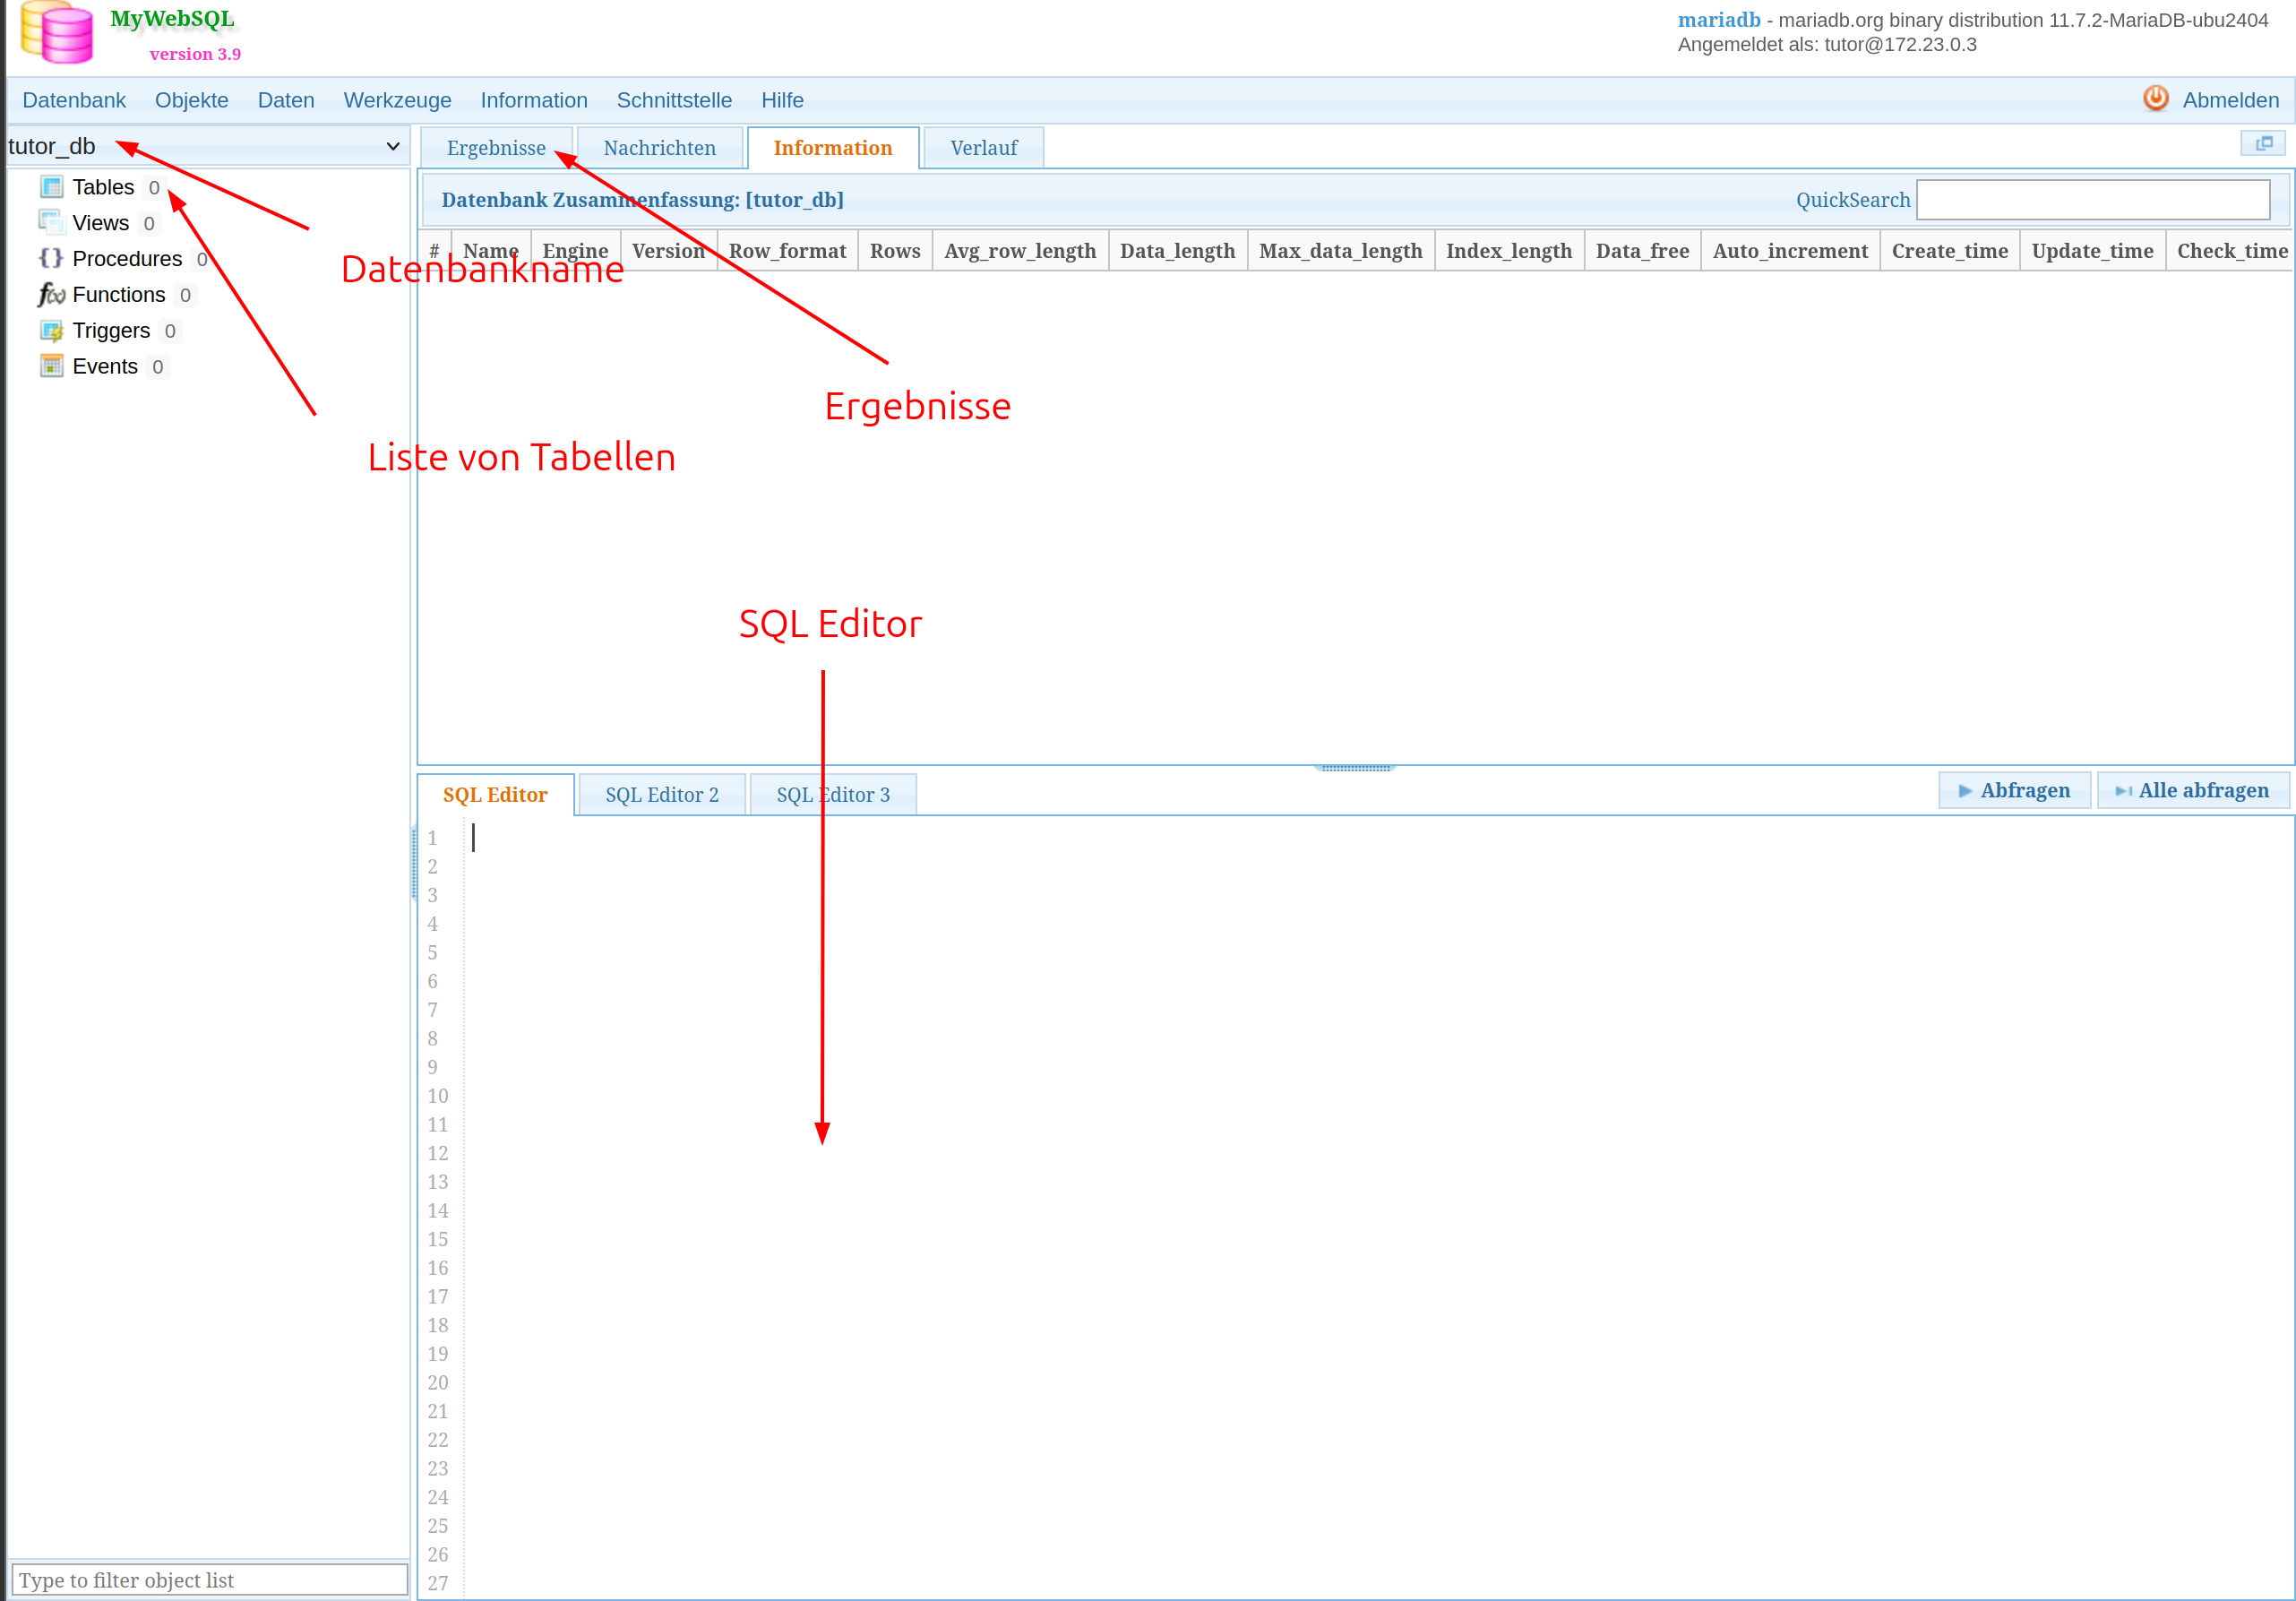 MyWebSQL
version 3.9
mariadb - mariadb.org binary distribution 11.7.2-MariaDB-ubu2404
Angemeldet als: tutor@172.23.0.3
Datenbank Objekte Daten Werkzeuge Information Schnittstelle Hilfe Abmelden
tutor_db
Ergebnisse Nachrichten Information Verlauf
Tables 0
Views 0
Procedures 0
Functions 0
Triggers 0
Events 0
Datenbank Zusammenfassung: [tutor_db] QuickSearch
# Name Engine Version Row_format Rows Avg_row_length Data_length Max_data_length Index_length Data_free Auto_increment Create_time Update_time Check_time
Datenbankname
Ergebnisse
Liste von Tabellen
SQL Editor
SQL Editor SQL Editor 2 SQL Editor 3 Abfragen Alle abfragen
1
2
3
4
5
6
7
8
9
10
11
12
13
14
15
16
17
18
19
20
21
22
23
24
25
26
27
Type to filter object list